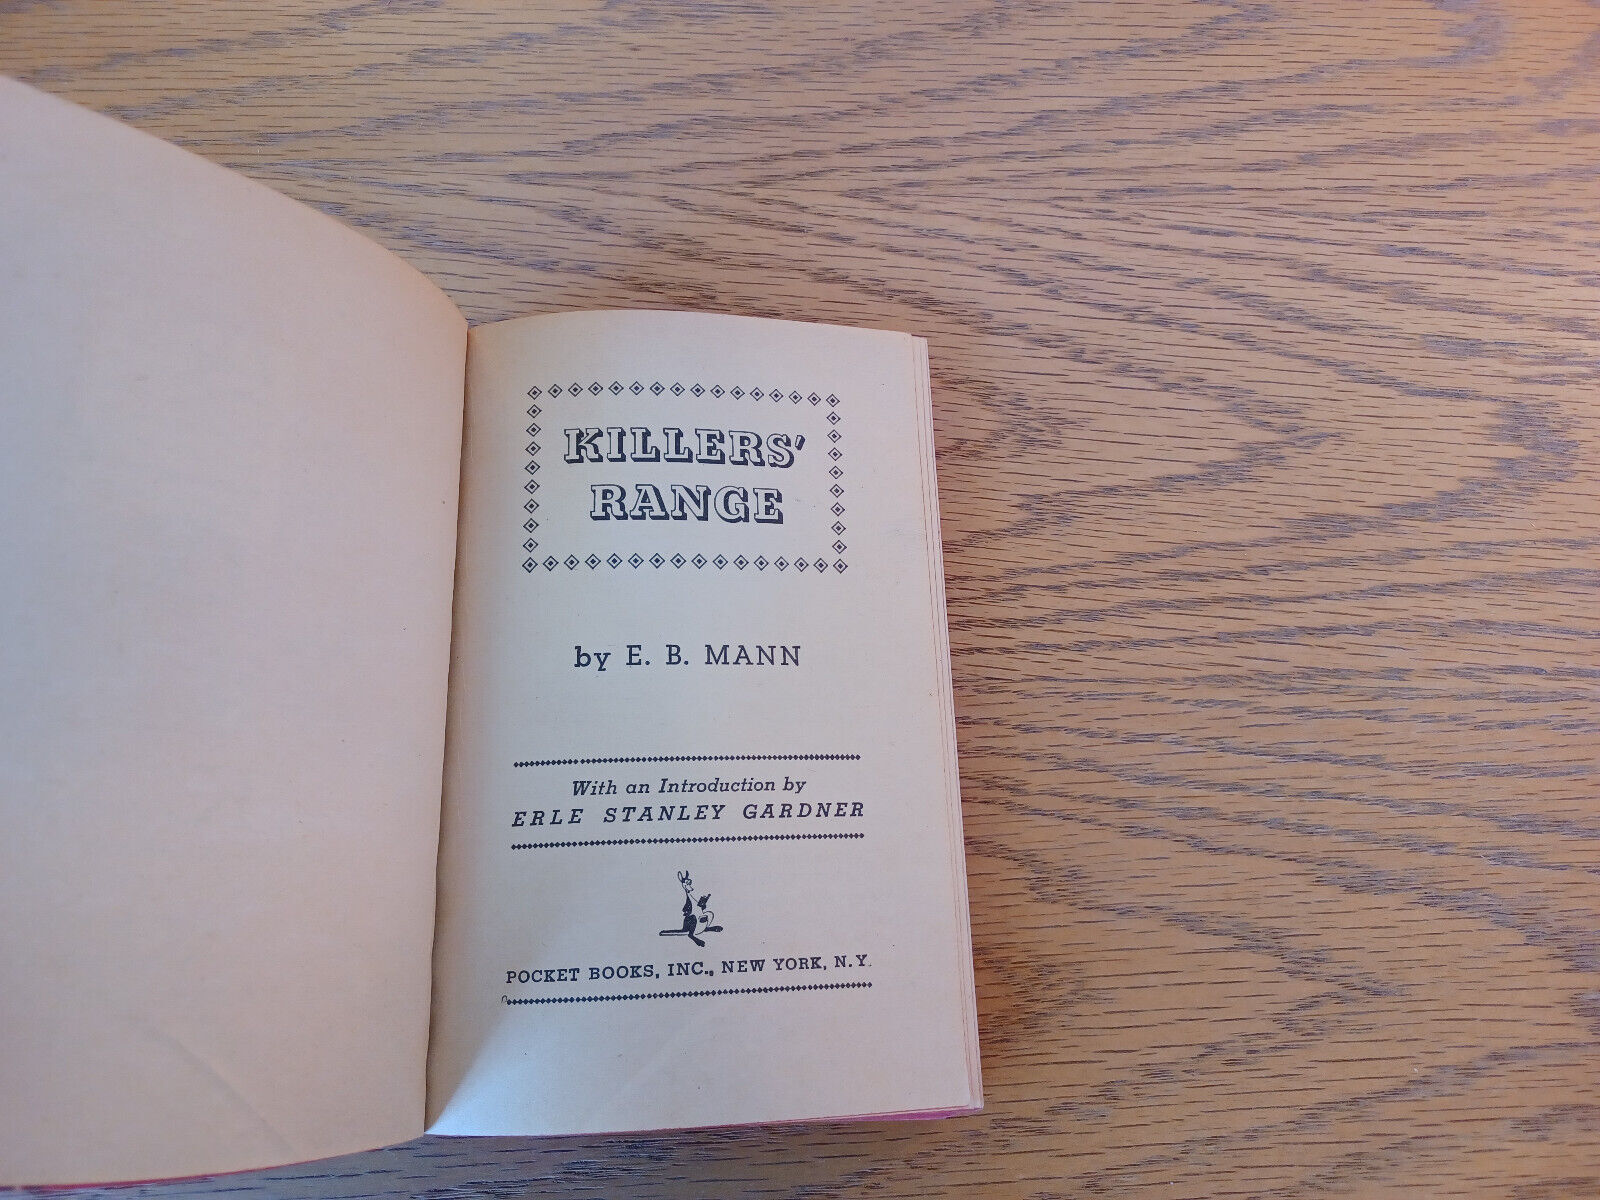 KILLERS'
RANGE
by E. B. MANN
With an Introduction by
ERLE STANLEY GARDNER
POCKET BOOKS, INC., NEW YORK, N.Y.